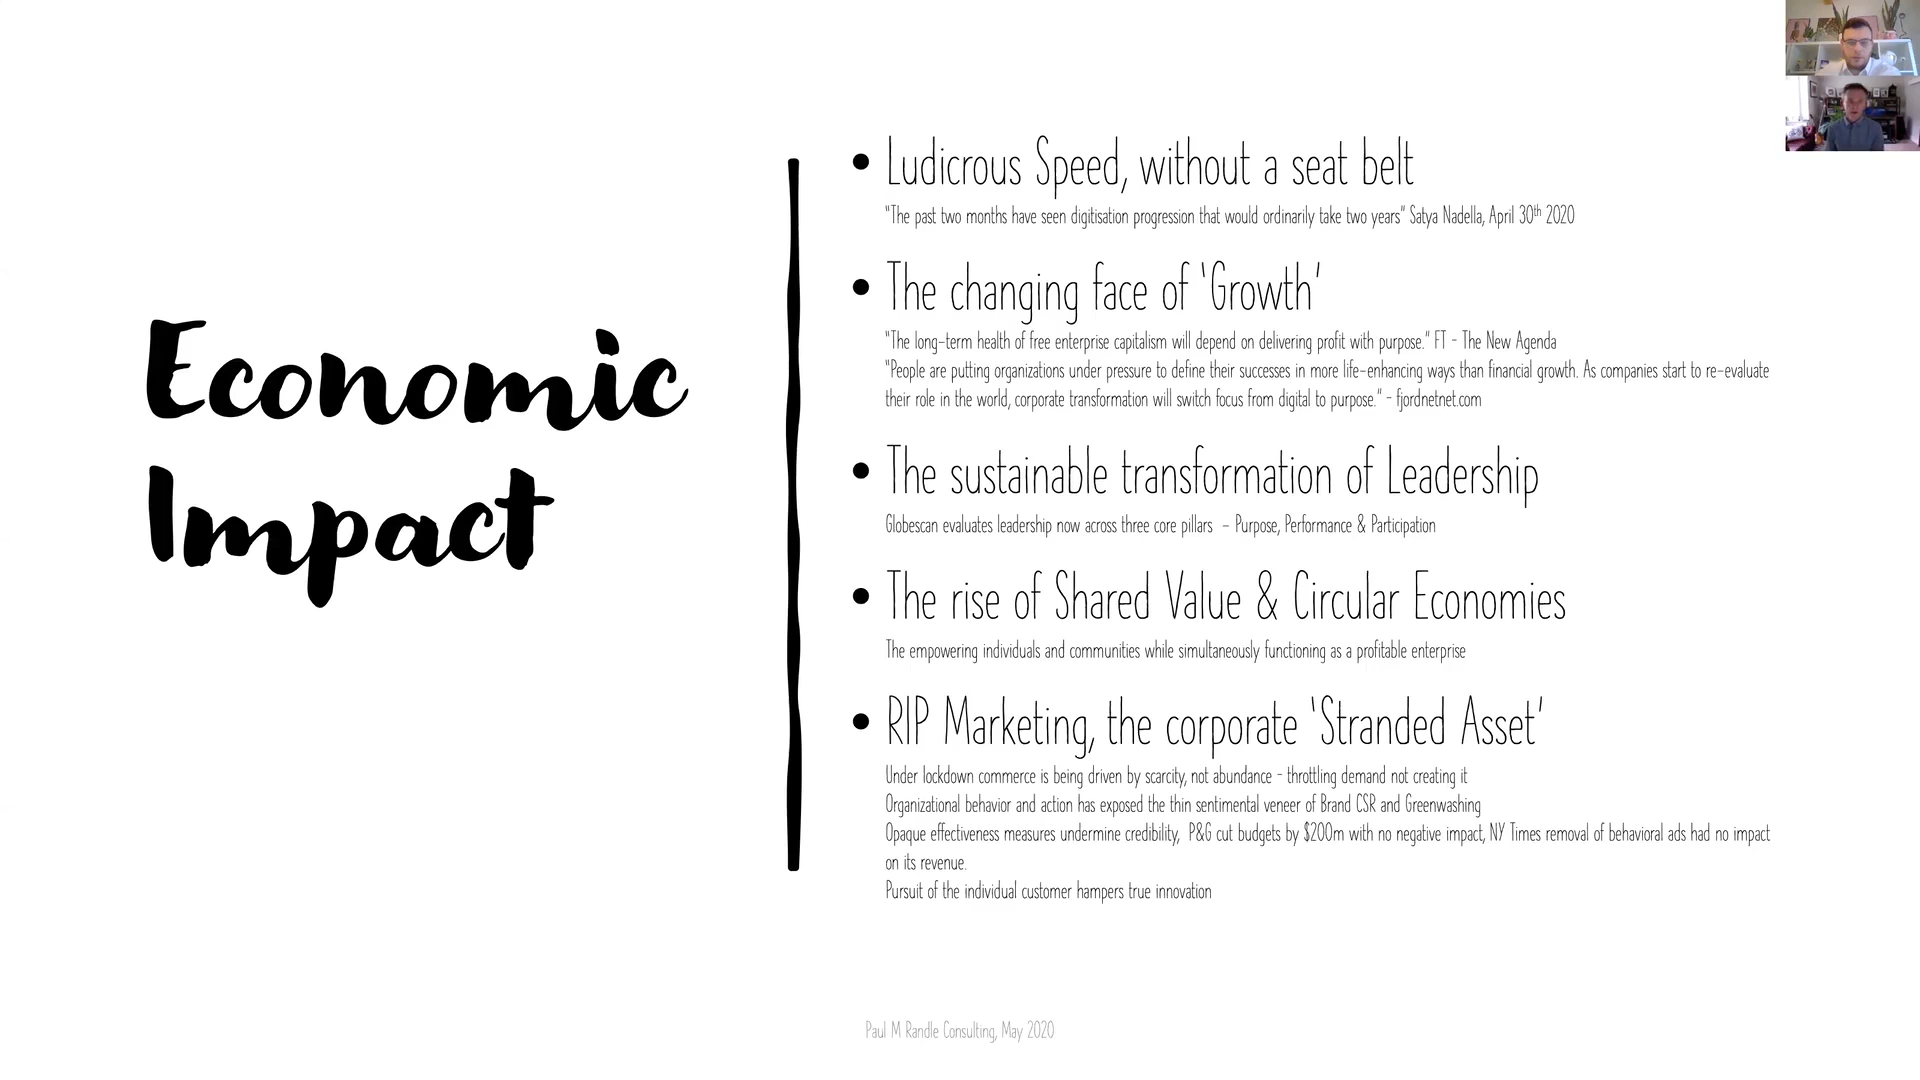 Economic
Impact
• Ludicrous Speed, without a seat belt
"The past two months have seen digitisation progression that would ordinarily take two years" Satya Nadella, April 30th 2020
• The changing face of 'Growth'
"The long-term health of free enterprise capitalism will depend on delivering profit with purpose." FT - The New Agenda
"People are putting organizations under pressure to define their successes in more life-enhancing ways than financial growth. As companies start to re-evaluate
their role in the world, corporate transformation will switch focus from digital to purpose." - fjordnetnet.com
• The sustainable transformation of Leadership
Globescan evaluates leadership now across three core pillars – Purpose, Performance & Participation
• The rise of Shared Value & Circular Economies
The empowering individuals and communities while simultaneously functioning as a profitable enterprise
• RIP Marketing, the corporate 'Stranded Asset'
Under lockdown commerce is being driven by scarcity, not abundance - throttling demand not creating it
Organizational behavior and action has exposed the thin sentimental veneer of Brand CSR and Greenwashing
Opaque effectiveness measures undermine credibility, P&G cut budgets by $200m with no negative impact, NY Times removal of behavioral ads had no impact
on its revenue.
Pursuit of the individual customer hampers true innovation
Paul M Randle Consulting, May 2020